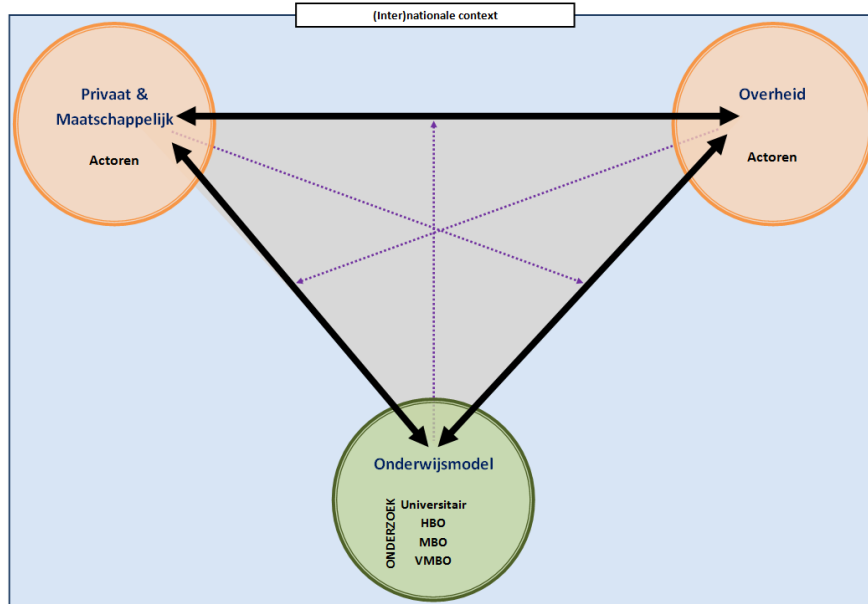 (Inter)nationale context
Privaat &
Maatschappelijk
Actoren
Overheid
Actoren
Onderwijsmodel
ONDERZOEK
Universitair
HBO
MBO
VMBO